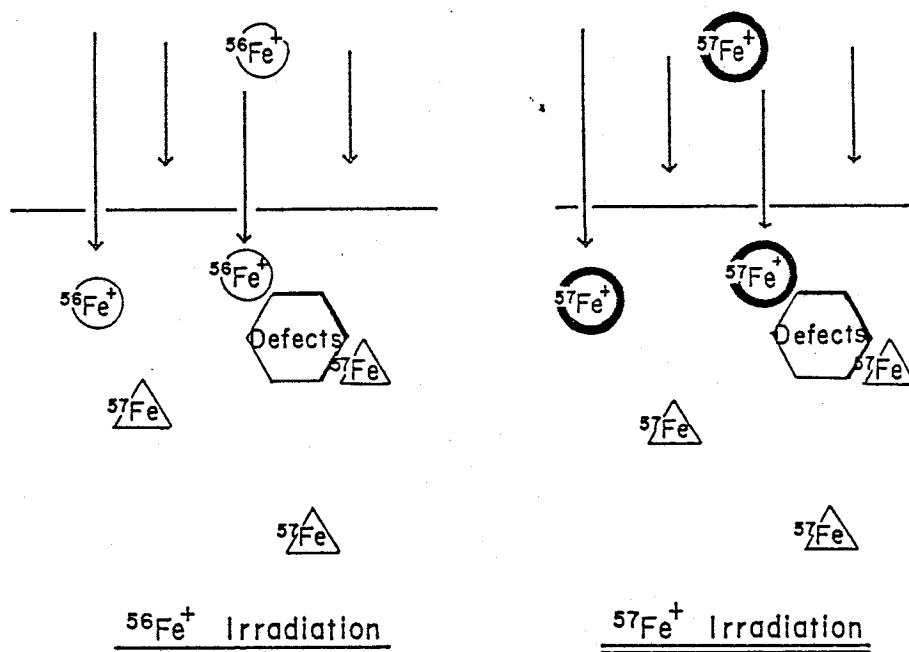 ⁵⁶Fe⁺
⁵⁶Fe⁺
⁵⁶Fe⁺
Defects
⁵⁷Fe
⁵⁷Fe
⁵⁷Fe
⁵⁶Fe⁺ Irradiation
⁵⁷Fe⁺
⁵⁷Fe⁺
⁵⁷Fe⁺
Defects
⁵⁷Fe
⁵⁷Fe
⁵⁷Fe
⁵⁷Fe⁺ Irradiation